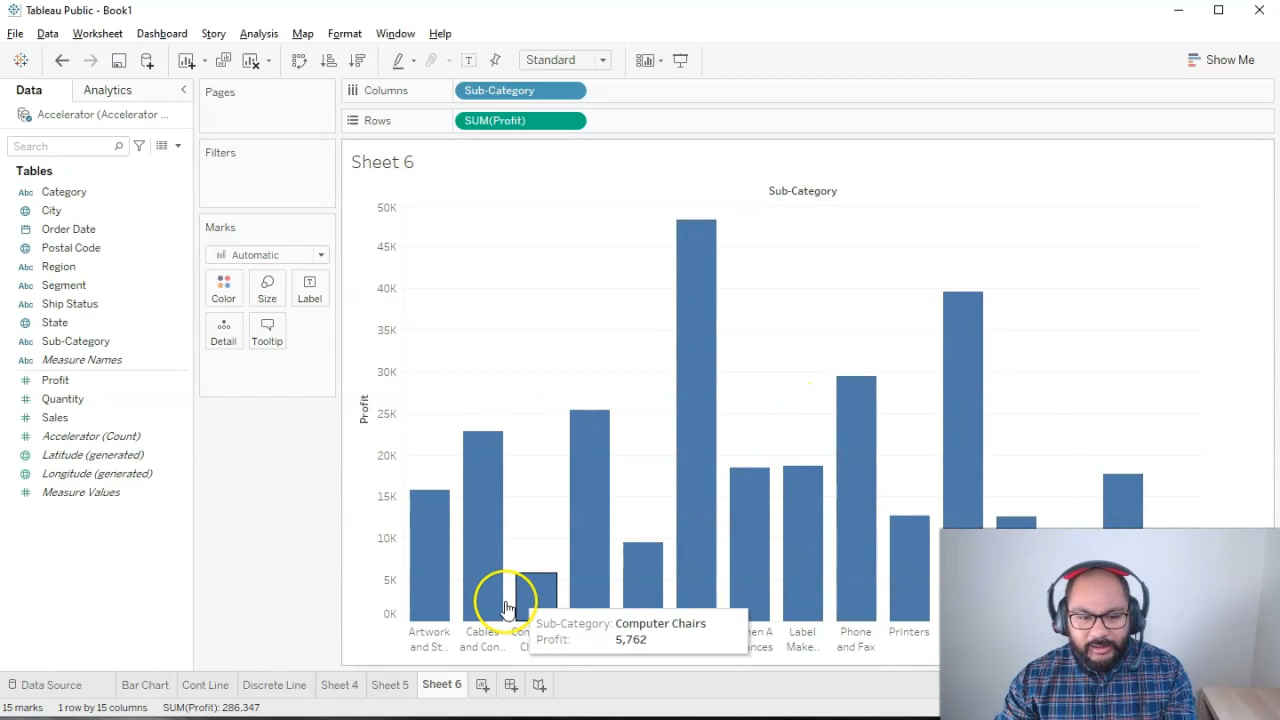 Tableau Public - Book1
File Data Worksheet Dashboard Story Analysis Map Format Window Help
Standard
Show Me
Data Analytics
Accelerator (Accelerator ...
Search
Tables
Abc Category
City
Order Date
Postal Code
Abc Region
Abc Segment
Abc Ship Status
State
Abc Sub-Category
Abc Measure Names
# Profit
# Quantity
# Sales
# Accelerator (Count)
Latitude (generated)
Longitude (generated)
# Measure Values
Pages
Filters
Marks
Automatic
Color Size Label
Detail Tooltip
Columns Sub-Category
Rows SUM(Profit)
Sheet 6
Sub-Category
50K
45K
40K
35K
30K
25K
20K
15K
10K
5K
0K
Profit
Artwork and St..
Cables and Con..
Label Make..
Phone and Fax
Printers
Sub-Category: Computer Chairs
Profit: 5,762
Data Source Bar Chart Cont Line Discrete Line Sheet 4 Sheet 5 Sheet 6
15 marks 1 row by 15 columns SUM(Profit): 286,347